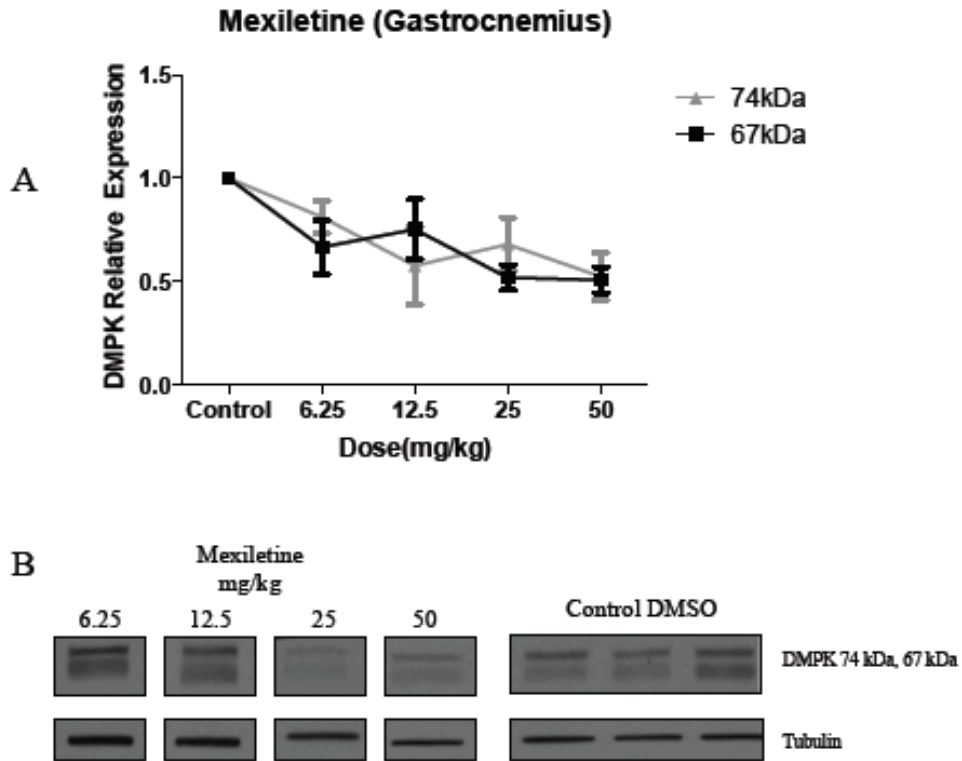 Mexiletine (Gastrocnemius)
A
DMPK Relative Expression
1.5
1.0
0.5
0.0
Control 6.25 12.5 25 50
Dose(mg/kg)
74kDa
67kDa
B
Mexiletine
mg/kg
6.25 12.5 25 50
Control DMSO
DMPK 74 kDa, 67 kDa
Tubulin